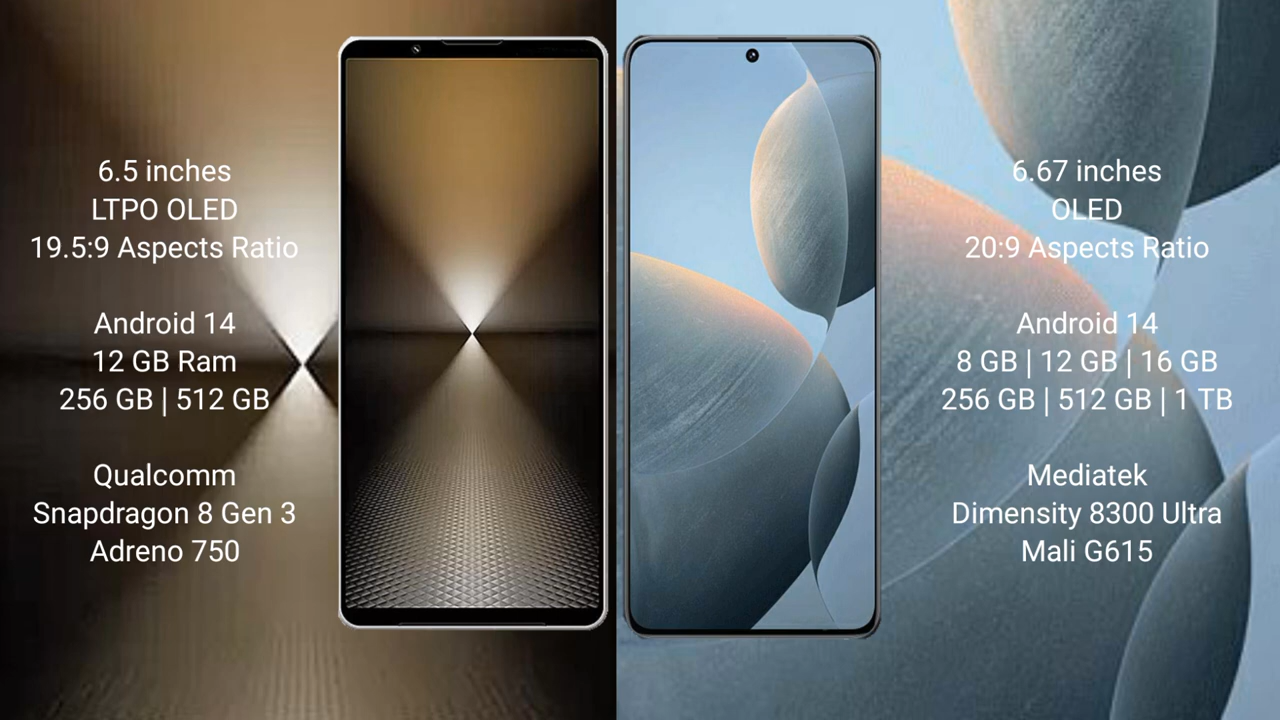 6.5 inches
LTPO OLED
19.5:9 Aspects Ratio
Android 14
12 GB Ram
256 GB | 512 GB
Qualcomm
Snapdragon 8 Gen 3
Adreno 750
6.67 inches
OLED
20:9 Aspects Ratio
Android 14
8 GB | 12 GB | 16 GB
256 GB | 512 GB | 1 TB
Mediatek
Dimensity 8300 Ultra
Mali G615